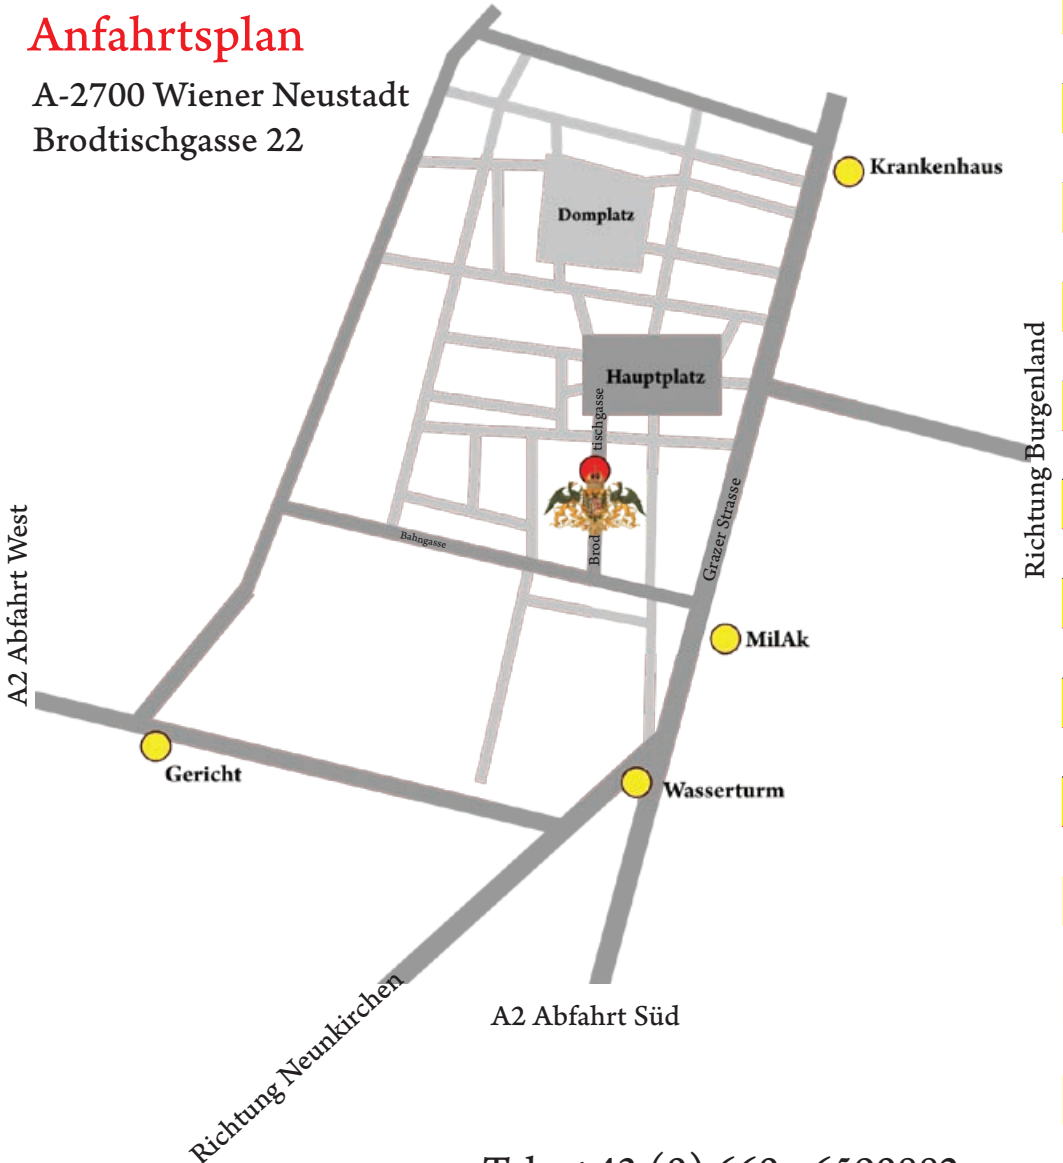 Anfahrtsplan
A-2700 Wiener Neustadt
Brodtischgasse 22
Krankenhaus
Domplatz
Hauptplatz
tischgasse
Brod
Bahngasse
Grazer Strasse
Richtung Burgenland
A2 Abfahrt West
MilAk
Gericht
Wasserturm
A2 Abfahrt Süd
Richtung Neunkirchen